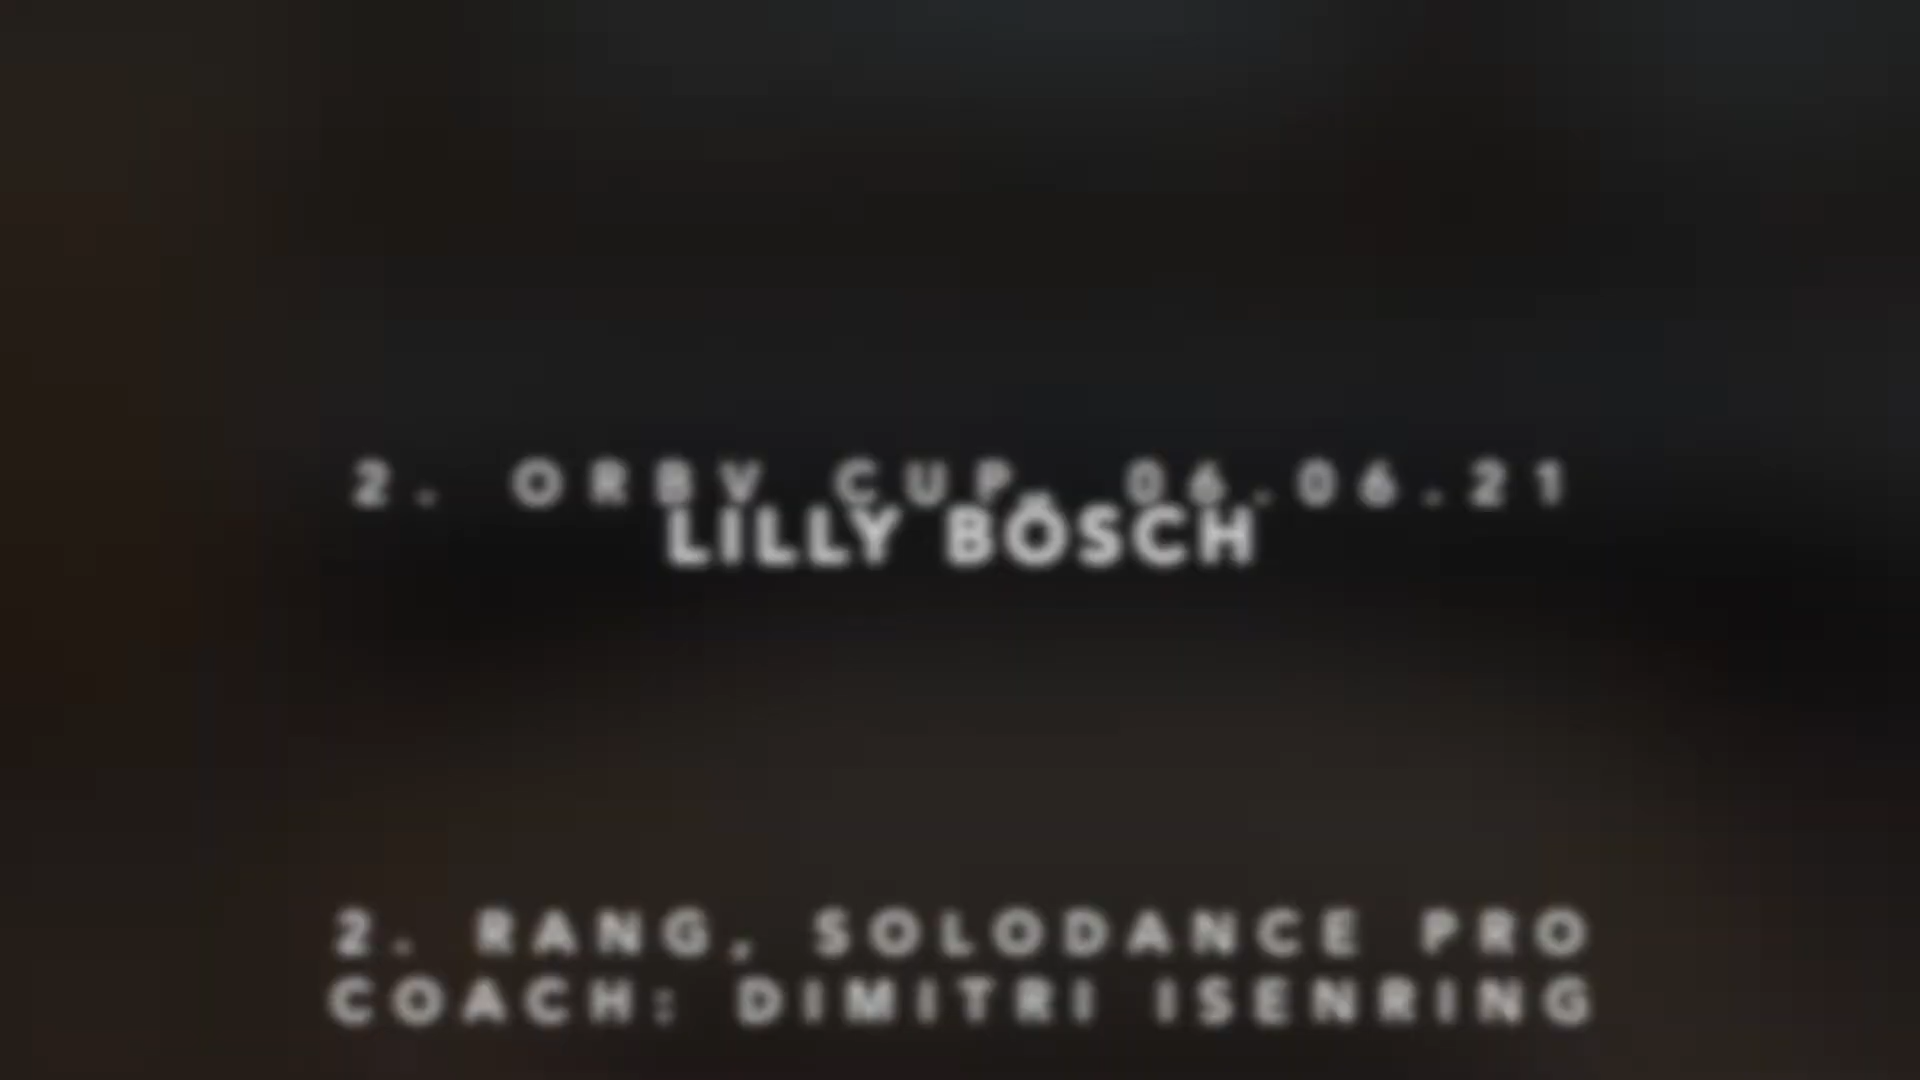 2. ORBV CUP, 06.06.21
LILLY BÖSCH
2. RANG, SOLODANCE PRO
COACH: DIMITRI ISENRING